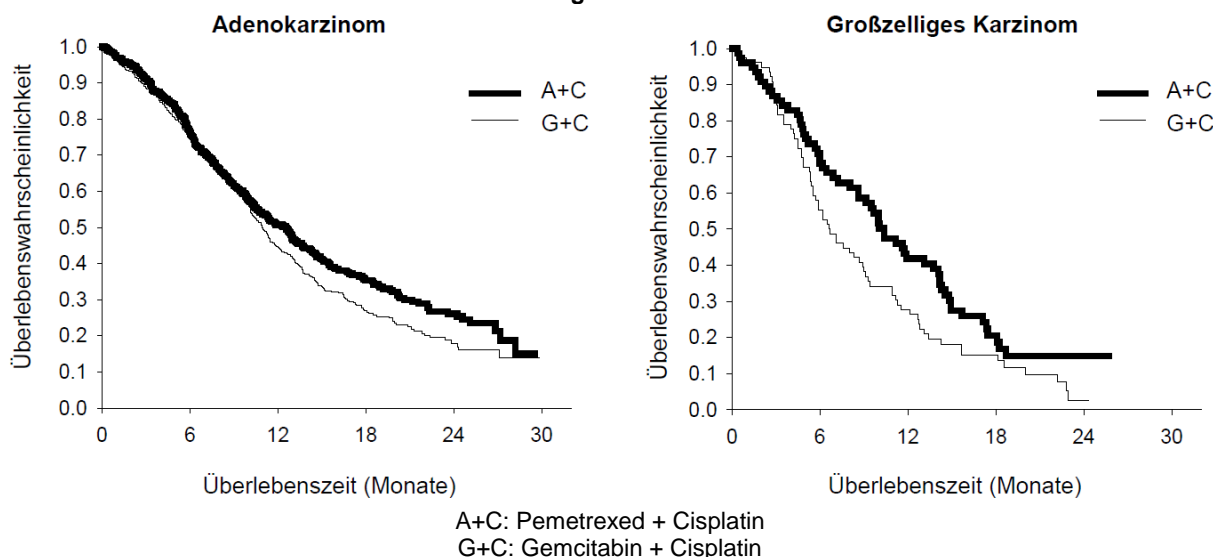 Adenokarzinom
Überlebenswahrscheinlichkeit
1.0
0.9
0.8
0.7
0.6
0.5
0.4
0.3
0.2
0.1
0.0
A+C
G+C
0 6 12 18 24 30
Überlebenszeit (Monate)
Großzelliges Karzinom
Überlebenswahrscheinlichkeit
1.0
0.9
0.8
0.7
0.6
0.5
0.4
0.3
0.2
0.1
0.0
A+C
G+C
0 6 12 18 24 30
Überlebenszeit (Monate)
A+C: Pemetrexed + Cisplatin
G+C: Gemcitabin + Cisplatin